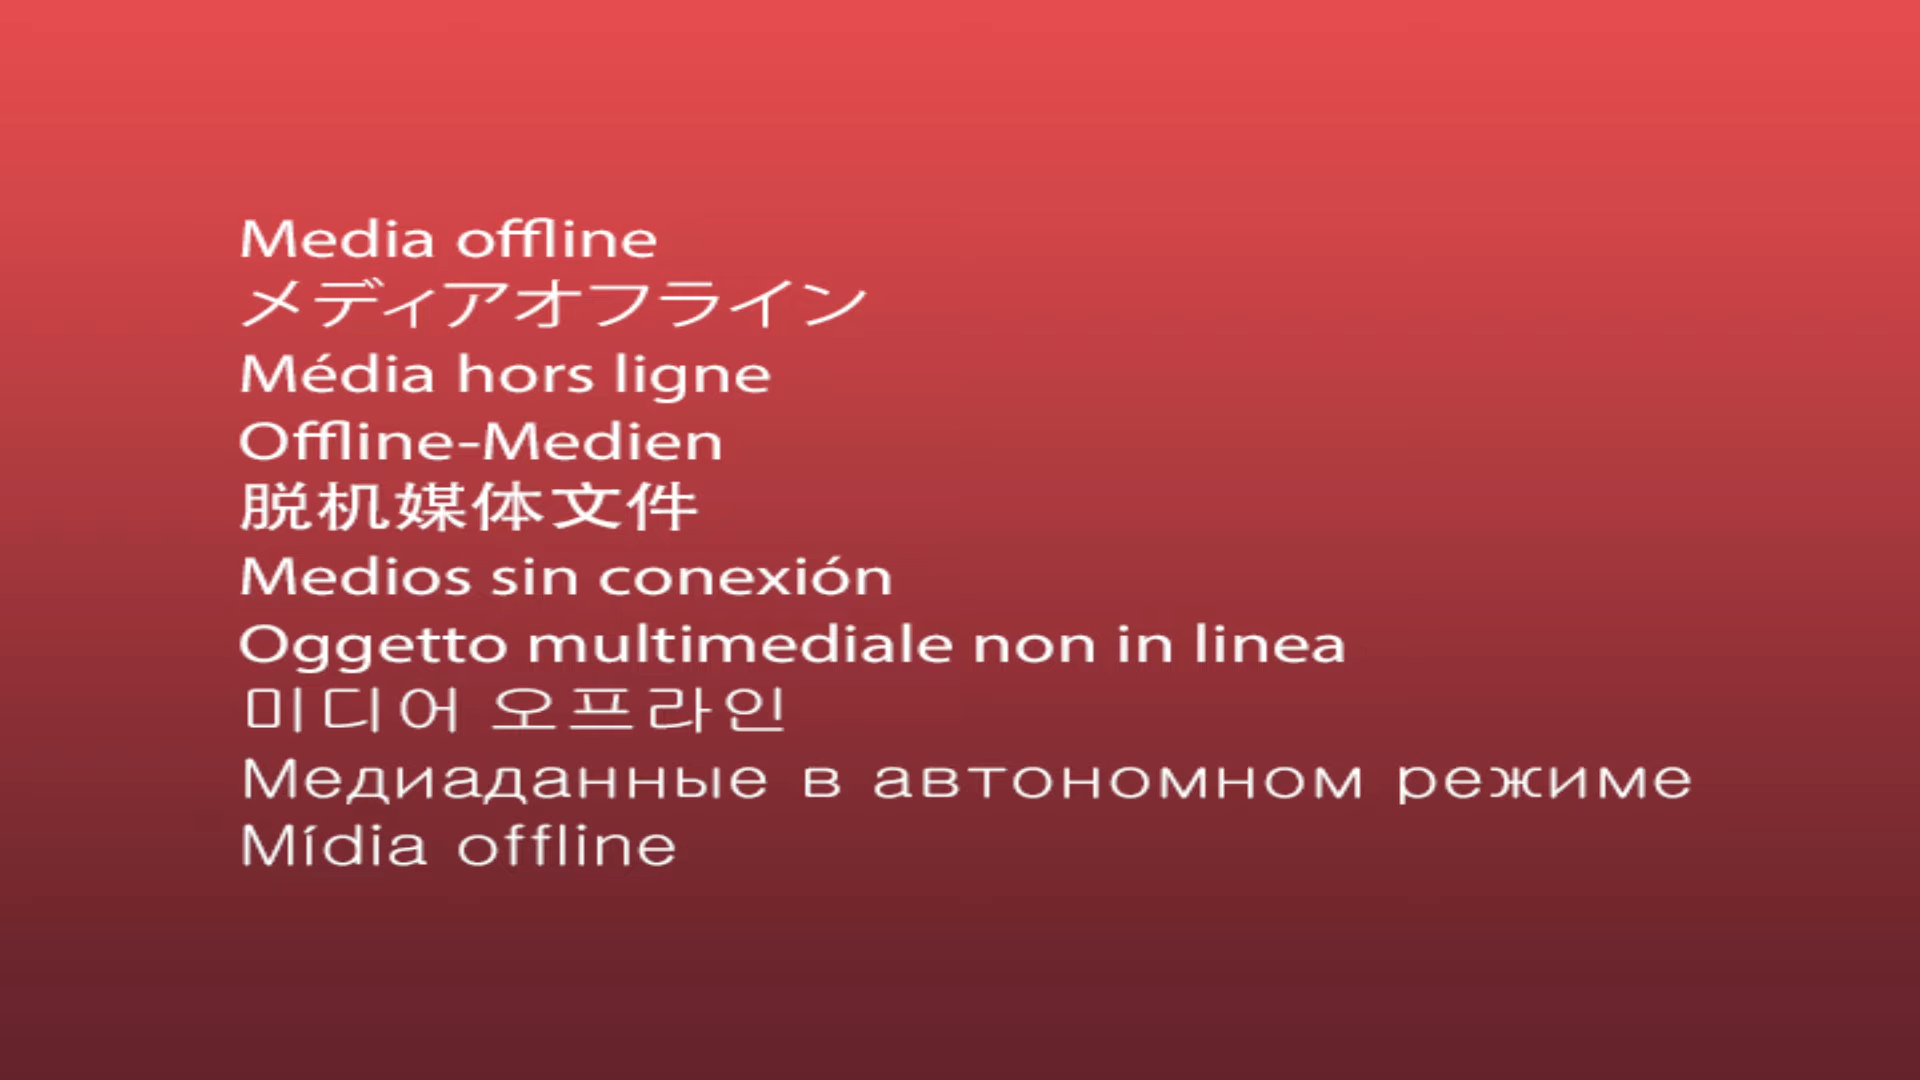 Media offline
メディアオフライン
Média hors ligne
Offline-Medien
脱机媒体文件
Medios sin conexión
Oggetto multimediale non in linea
미디어 오프라인
Медиаданные в автономном режиме
Mídia offline